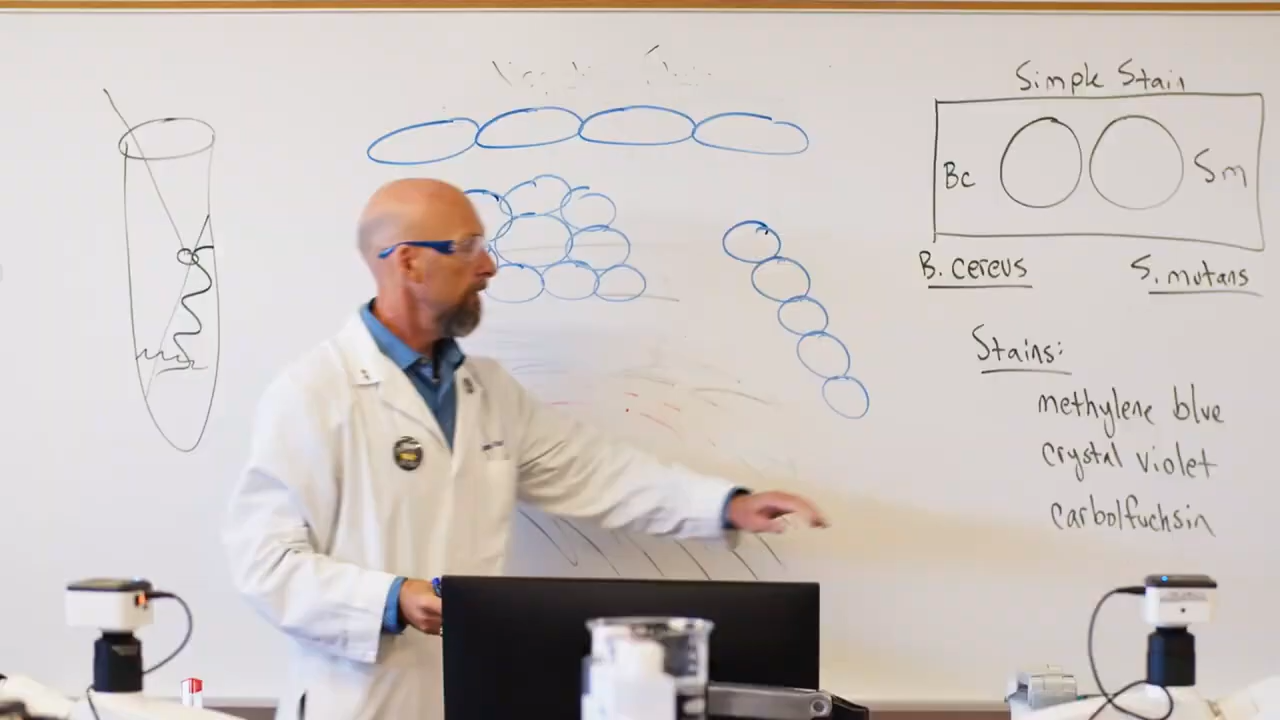 Simple Stain
Bc Sm
B. cereus S. mutans
Stains:
methylene blue
crystal violet
carbolfuchsin